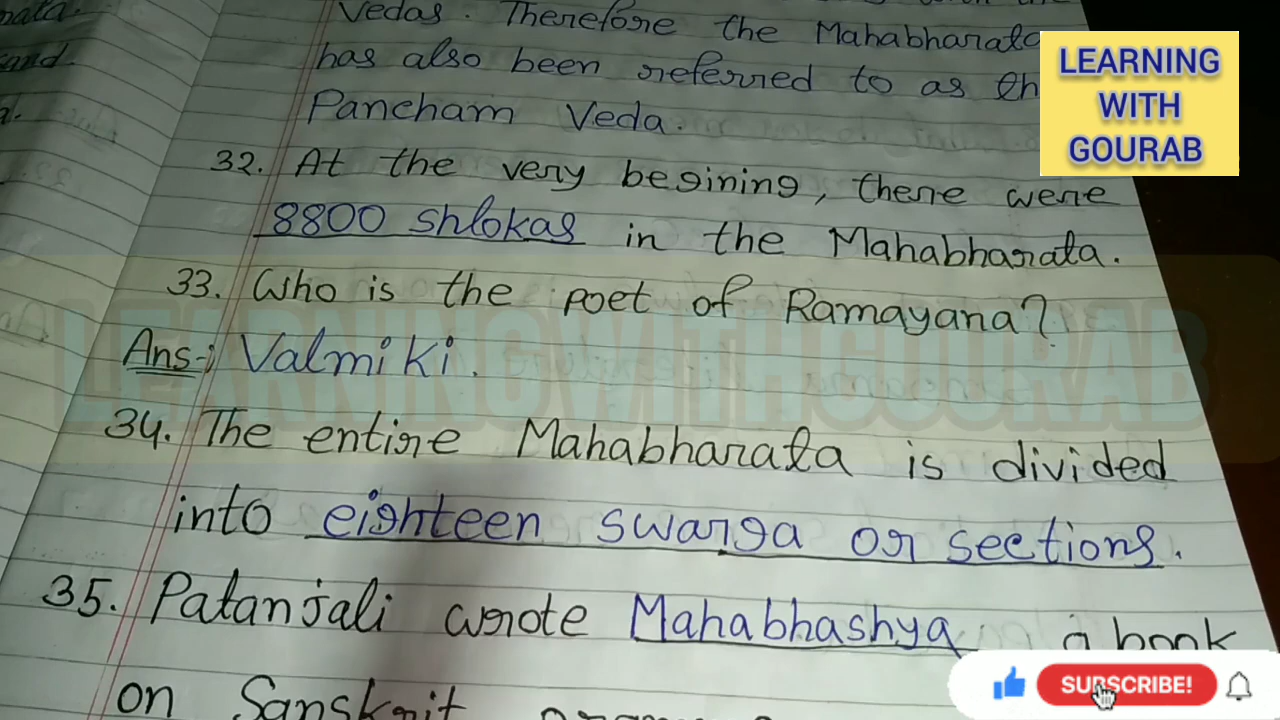 Vedas. Therefore the Mahabharata
has also been referred to as th
Pancham Veda.
32. At the very begining, there were
8800 shlokas in the Mahabharata.
33. Who is the poet of Ramayana?
Ans-; Valmiki.
34. The entire Mahabharata is divided
into eighteen swarga or sections.
35. Patanjali wrote Mahabhashya a book
on Sanskrit
LEARNING
WITH
GOURAB
LEARNINGWITHGOURAB
SUBSCRIBE!